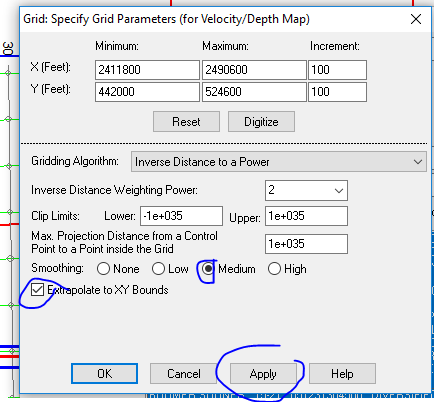 Grid: Specify Grid Parameters (for Velocity/Depth Map)
30
Minimum: Maximum: Increment:
X (Feet): 2411800 2490600 100
Y (Feet): 442000 524600 100
Reset Digitize
Gridding Algorithm: Inverse Distance to a Power
Inverse Distance Weighting Power: 2
Clip Limits: Lower: -1e+035 Upper: 1e+035
Max. Projection Distance from a Control
Point to a Point inside the Grid 1e+035
Smoothing: None Low Medium High
Extrapolate to XY Bounds
OK Cancel Apply Help